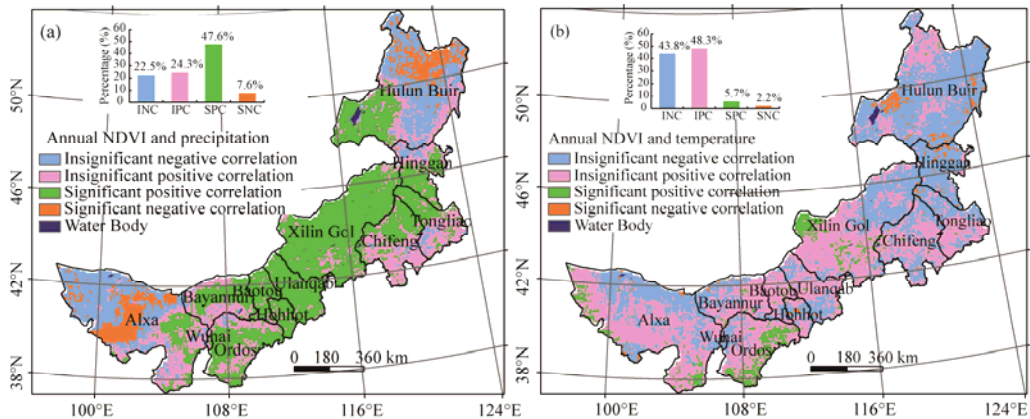 (a)
Percentage (%)
60
50
40
30
20
10
0
22.5%
24.3%
47.6%
7.6%
INC
IPC
SPC
SNC
Annual NDVI and precipitation
Insignificant negative correlation
Insignificant positive correlation
Significant positive correlation
Significant negative correlation
Water Body
Hulun Buir
Hinggan
Tongliao
Xilin Gol
Chifeng
Ulanqab
Baotou
Bayannur
Hohhot
Alxa
Wuhai
Ordos
0 180 360 km
50°N
46°N
42°N
38°N
100°E
108°E
116°E
124°E
(b)
Percentage (%)
60
50
40
30
20
10
0
43.8%
48.3%
5.7%
2.2%
INC
IPC
SPC
SNC
Annual NDVI and temperature
Insignificant negative correlation
Insignificant positive correlation
Significant positive correlation
Significant negative correlation
Water Body
Hulun Buir
Hinggan
Tongliao
Xilin Gol
Chifeng
Ulanqab
Baotou
Bayannur
Hohhot
Alxa
Wuhai
Ordos
0 180 360 km
50°N
46°N
42°N
38°N
100°E
108°E
116°E
124°E